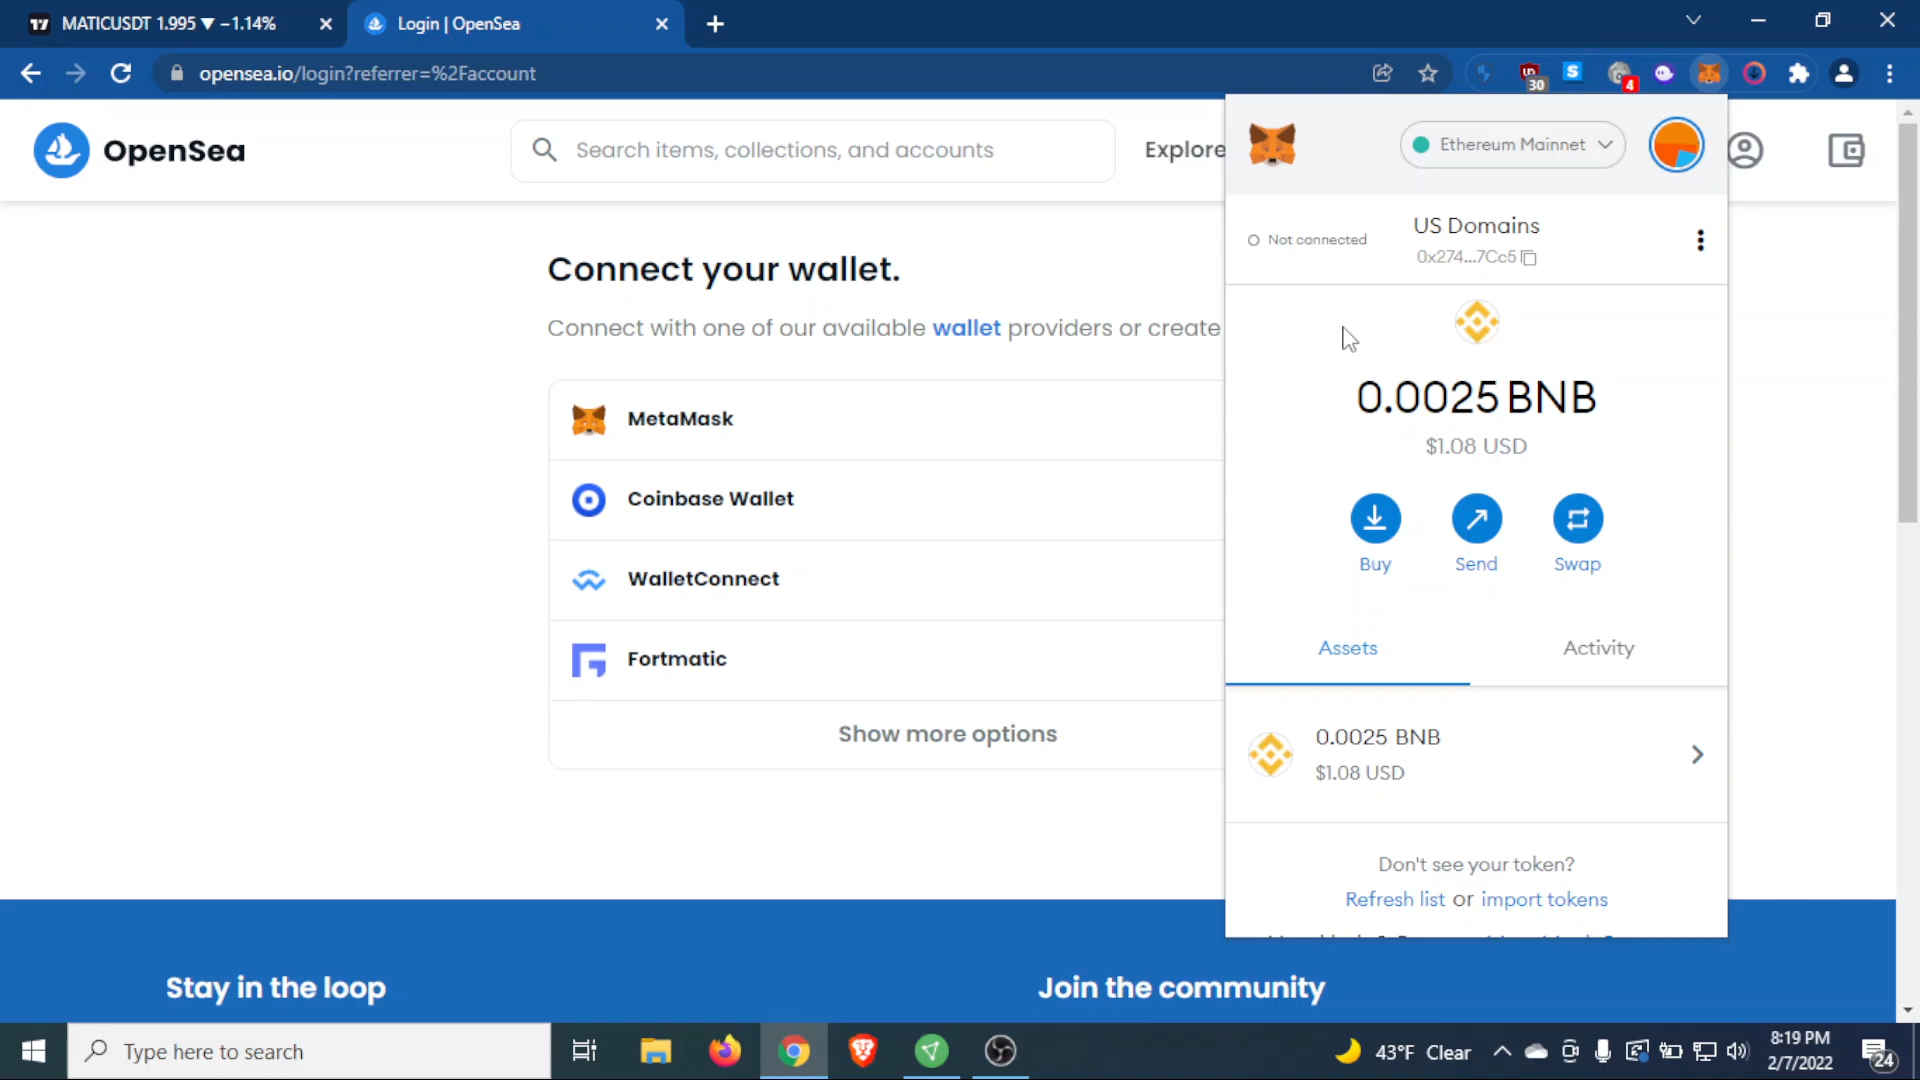 MATICUSDT 1.995 ▼ −1.14%
Login | OpenSea
opensea.io/login?referrer=%2Faccount
30
S
4
OpenSea
Search items, collections, and accounts
Explore
Ethereum Mainnet
Not connected
US Domains
0x274...7Cc5
Connect your wallet.
Connect with one of our available wallet providers or create
MetaMask
Coinbase Wallet
WalletConnect
Fortmatic
Show more options
0.0025 BNB
$1.08 USD
Buy
Send
Swap
Assets
Activity
0.0025 BNB
$1.08 USD
Don't see your token?
Refresh list or import tokens
Stay in the loop
Join the community
Type here to search
43°F Clear
8:19 PM
2/7/2022
24